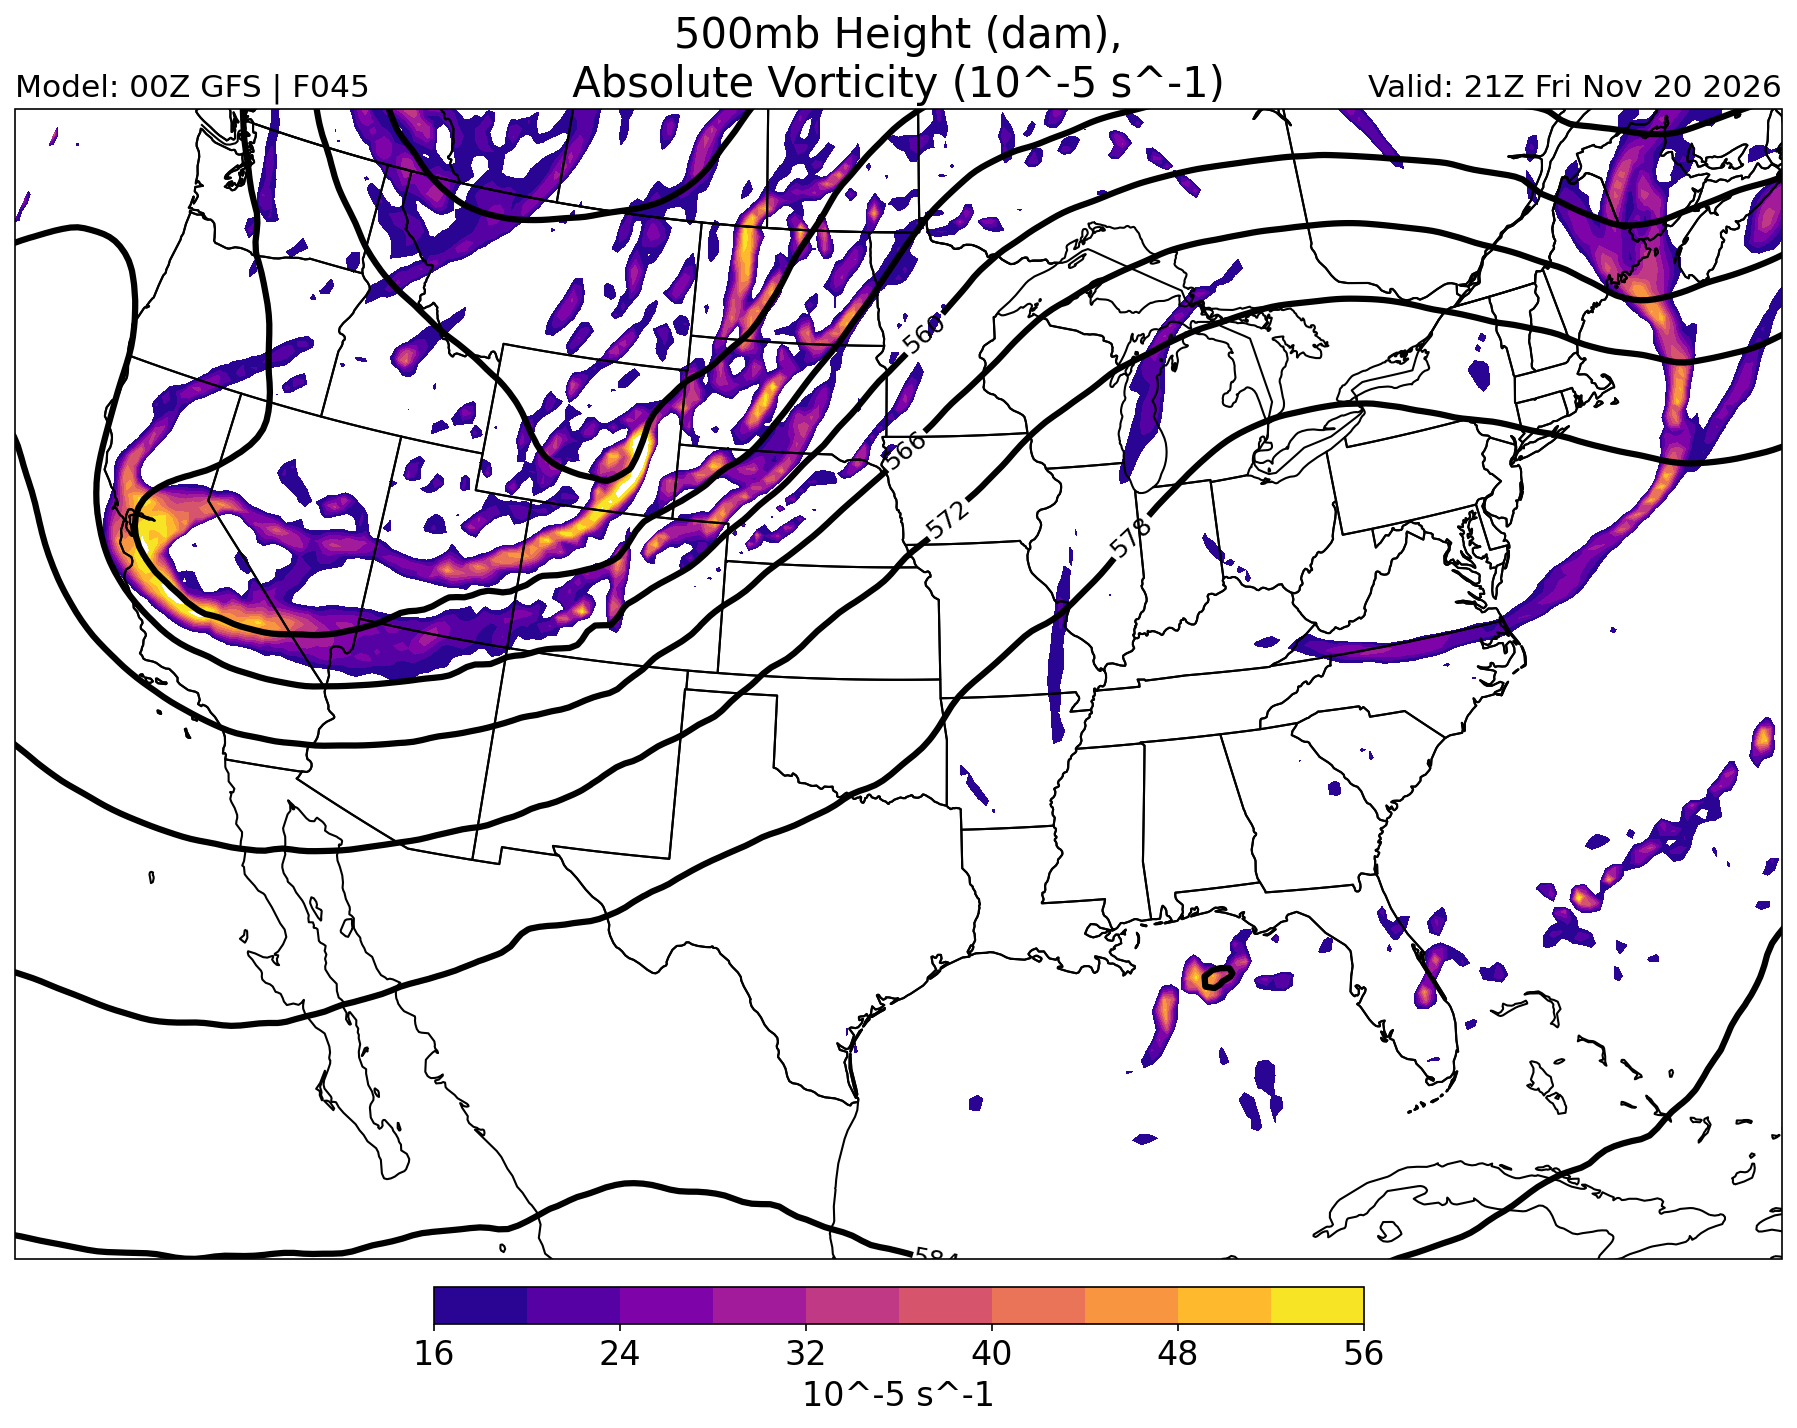 500mb Height (dam),
Model: 00Z GFS | F045
Absolute Vorticity (10^-5 s^-1)
Valid: 21Z Fri Nov 20 2026
560
566
572
578
584
16 24 32 40 48 56
10^-5 s^-1